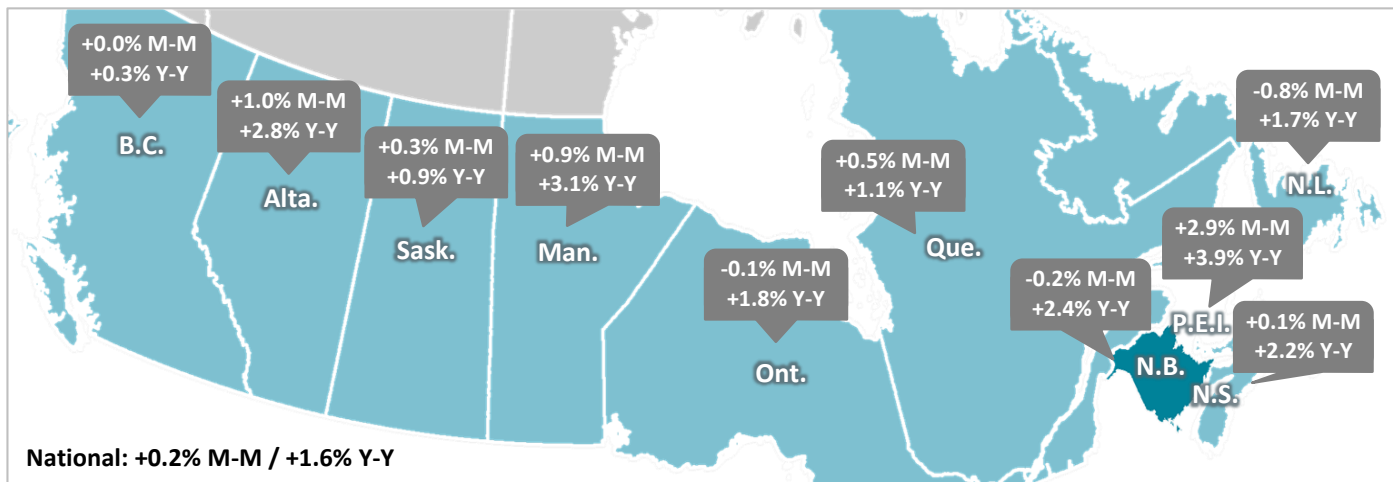 +0.0% M-M
+0.3% Y-Y
B.C.
+1.0% M-M
+2.8% Y-Y
Alta.
+0.3% M-M
+0.9% Y-Y
Sask.
+0.9% M-M
+3.1% Y-Y
Man.
-0.1% M-M
+1.8% Y-Y
Ont.
+0.5% M-M
+1.1% Y-Y
Que.
-0.8% M-M
+1.7% Y-Y
N.L.
+2.9% M-M
+3.9% Y-Y
P.E.I.
-0.2% M-M
+2.4% Y-Y
N.B.
+0.1% M-M
+2.2% Y-Y
N.S.
National: +0.2% M-M / +1.6% Y-Y